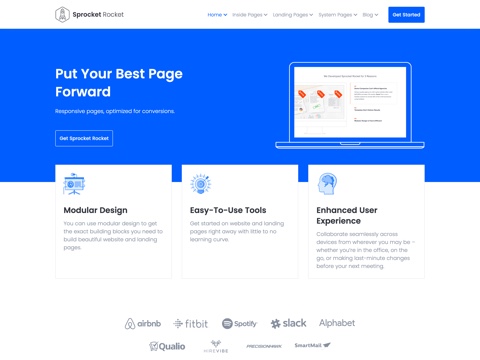 Sprocket Rocket
Home
Inside Pages
Landing Pages
System Pages
Blog
Get Started
Put Your Best Page
Forward
Responsive pages, optimized for conversions.
Get Sprocket Rocket
Modular Design
You can use modular design to get
the exact building blocks you need to
build beautiful website and landing
pages.
Easy-To-Use Tools
Get started on website and landing
pages right away with little to no
learning curve.
Enhanced User
Experience
Collaborate seamlessly across
devices from wherever you may be –
whether you're in the office, on the
go, or making last-minute changes
before your next meeting.
airbnb
fitbit
Spotify
slack
Alphabet
Qualio
HIREVIBE
PRECISIONMARK
SmartMail